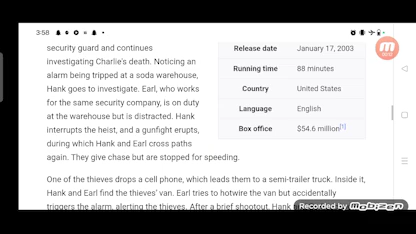 3:58
security guard and continues
investigating Charlie's death. Noticing an
alarm being tripped at a soda warehouse,
Hank goes to investigate. Earl, who works
for the same security company, is on duty
at the warehouse but is distracted. Hank
interrupts the heist, and a gunfight erupts,
during which Hank and Earl cross paths
again. They give chase but are stopped for speeding.
Release date January 17, 2003
Running time 88 minutes
Country United States
Language English
Box office $54.6 million[1]
One of the thieves drops a cell phone, which leads them to a semi-trailer truck. Inside it,
Hank and Earl find the thieves' van. Earl tries to hotwire the van but accidentally
triggers the alarm, alerting the thieves. After a brief shootout, Hank
Recorded by mobizen